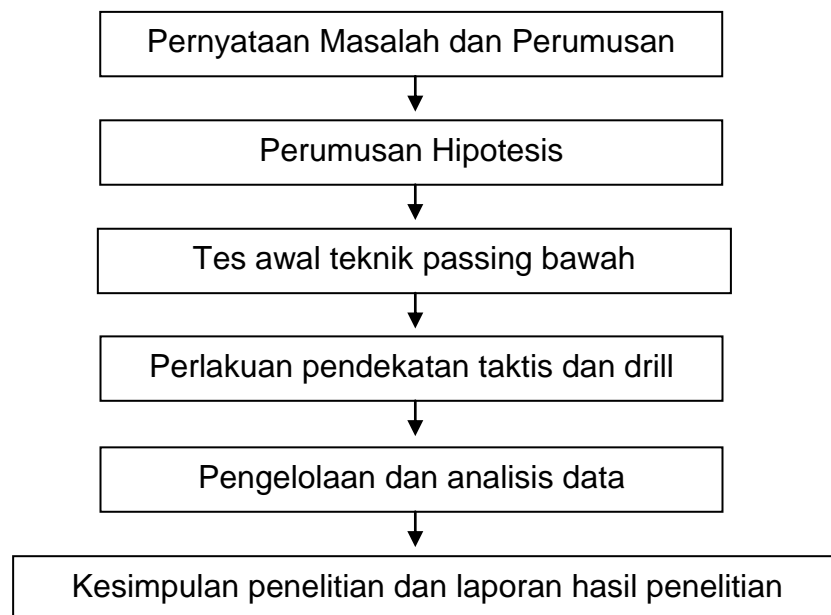 Pernyataan Masalah dan Perumusan
Perumusan Hipotesis
Tes awal teknik passing bawah
Perlakuan pendekatan taktis dan drill
Pengelolaan dan analisis data
Kesimpulan penelitian dan laporan hasil penelitian